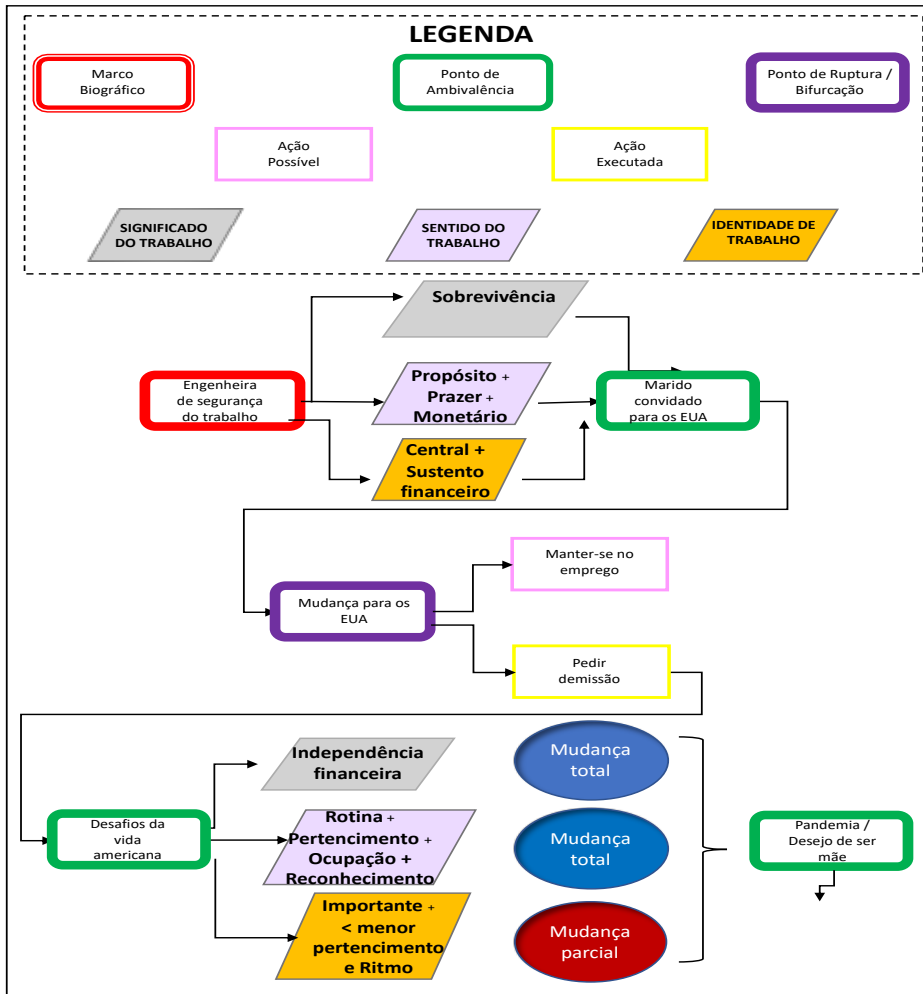 LEGENDA
Marco
Biográfico
Ponto de
Ambivalência
Ponto de Ruptura /
Bifurcação
Ação
Possível
Ação
Executada
SIGNIFICADO
DO TRABALHO
SENTIDO DO
TRABALHO
IDENTIDADE DE
TRABALHO
Sobrevivência
Engenheira
de segurança
do trabalho
Propósito +
Prazer +
Monetário
Central +
Sustento
financeiro
Marido
convidado
para os EUA
Mudança para os
EUA
Manter-se no
emprego
Pedir
demissão
Desafios da
vida
americana
Independência
financeira
Rotina +
Pertencimento +
Ocupação +
Reconhecimento
Importante +
< menor
pertencimento
e Ritmo
Mudança
total
Mudança
total
Mudança
parcial
Pandemia /
Desejo de ser
mãe